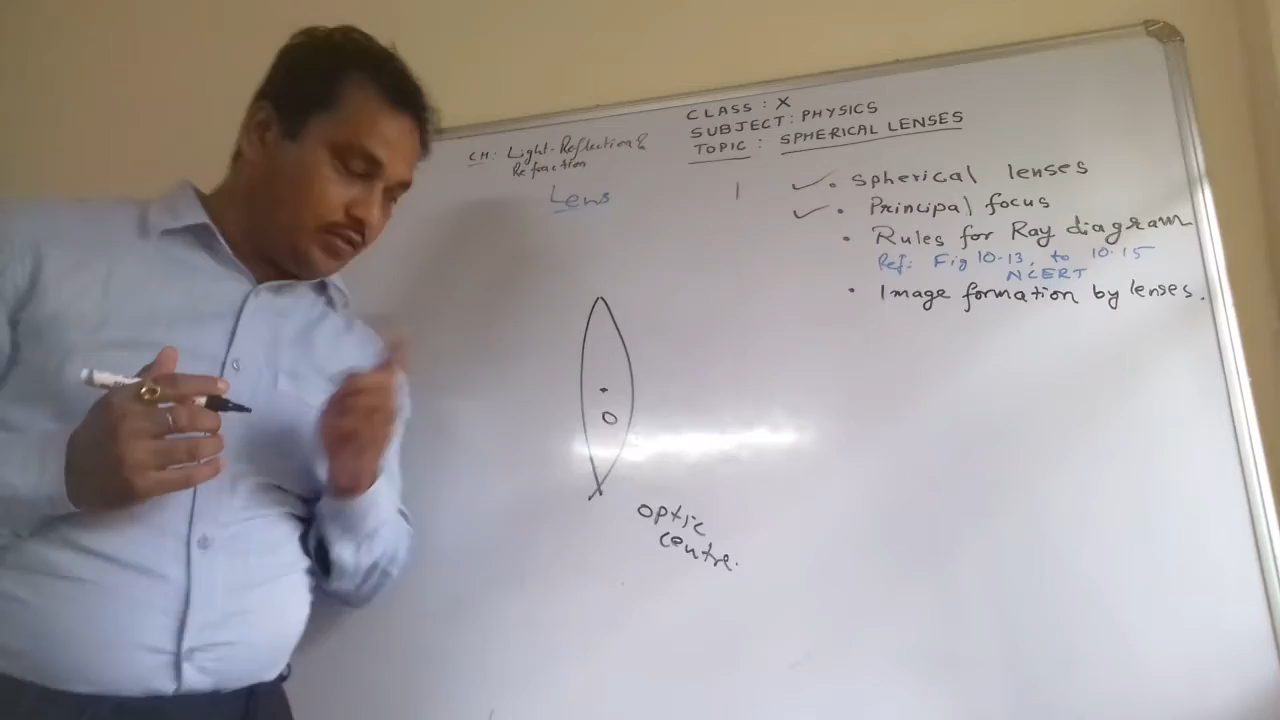 CLASS : X
SUBJECT: PHYSICS
TOPIC : SPHERICAL LENSES
CH: Light-Reflection &
Refraction
Lens
✓ • Spherical lenses
✓ • Principal focus
• Rules for Ray diagram
Ref: Fig 10.13, to 10.15
NCERT
• Image formation by lenses.
O
optic
centre.